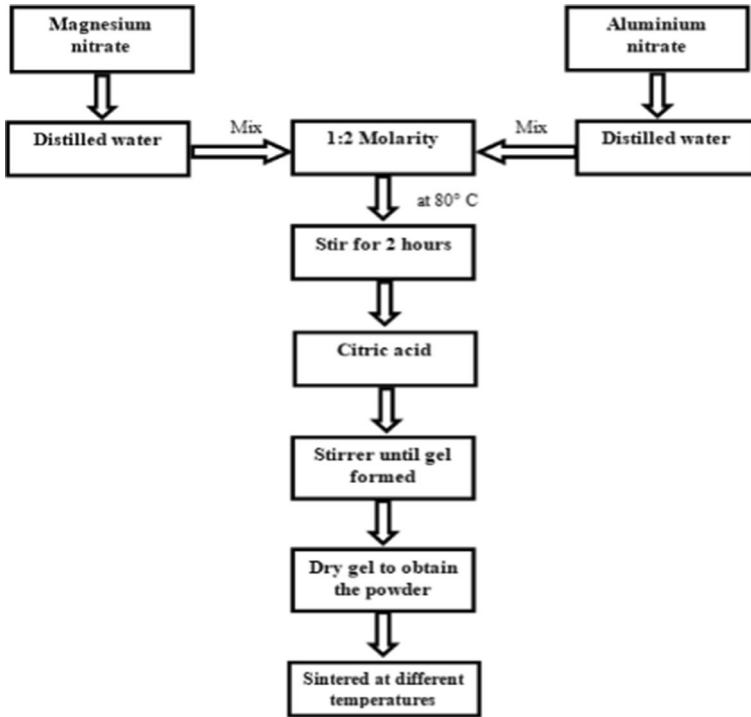 Magnesium
nitrate
Aluminium
nitrate
Distilled water
Mix
1:2 Molarity
Mix
Distilled water
at 80° C
Stir for 2 hours
Citric acid
Stirrer until gel
formed
Dry gel to obtain
the powder
Sintered at different
temperatures